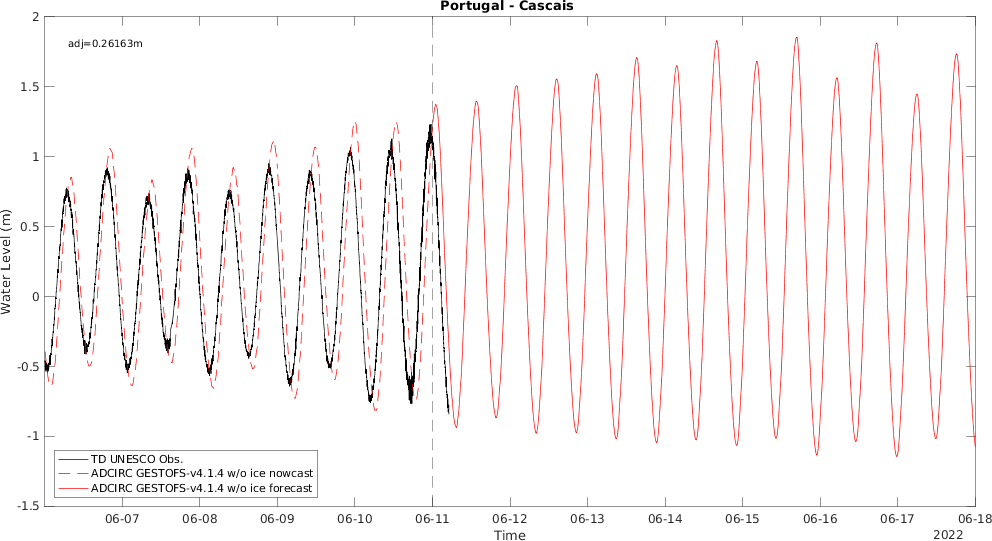 Portugal - Cascais
adj=0.26163m
Water Level (m)
2
1.5
1
0.5
0
-0.5
-1
-1.5
TD UNESCO Obs.
ADCIRC GESTOFS-v4.1.4 w/o ice nowcast
ADCIRC GESTOFS-v4.1.4 w/o ice forecast
06-07 06-08 06-09 06-10 06-11 06-12 06-13 06-14 06-15 06-16 06-17 06-18
Time
2022